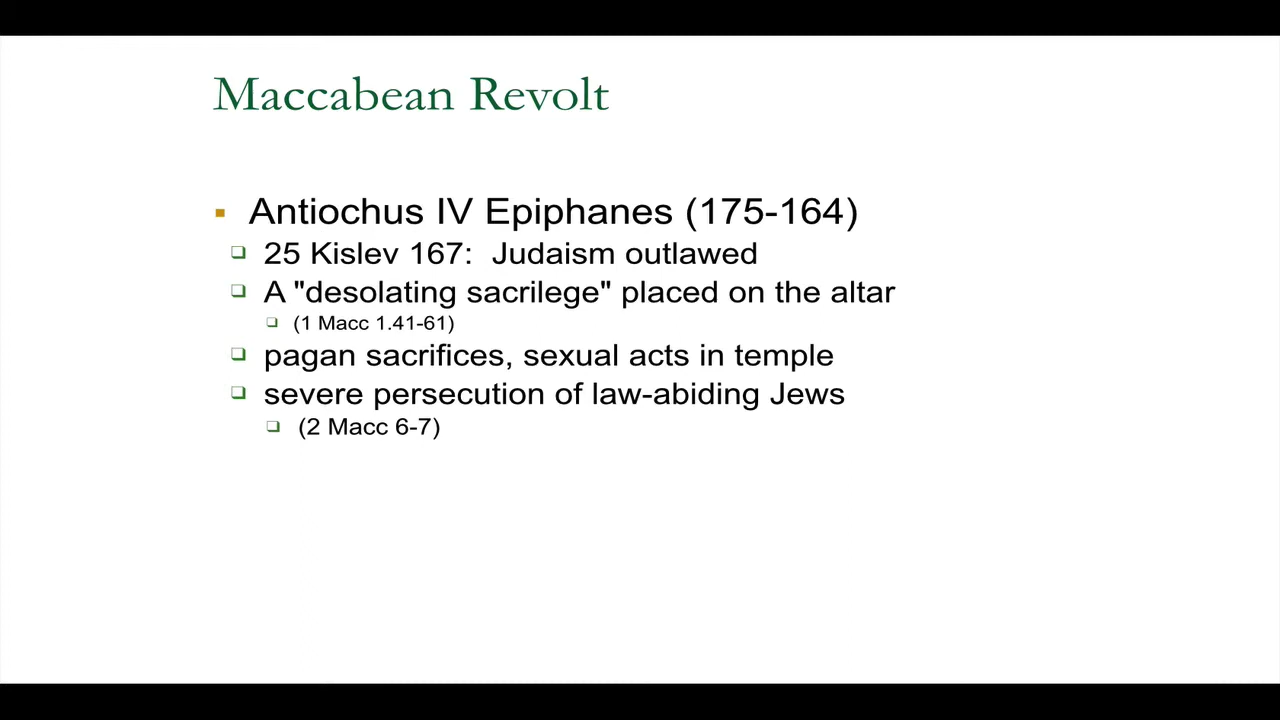 Maccabean Revolt
Antiochus IV Epiphanes (175-164)
25 Kislev 167:  Judaism outlawed
A "desolating sacrilege" placed on the altar
(1 Macc 1.41-61)
pagan sacrifices, sexual acts in temple
severe persecution of law-abiding Jews
(2 Macc 6-7)